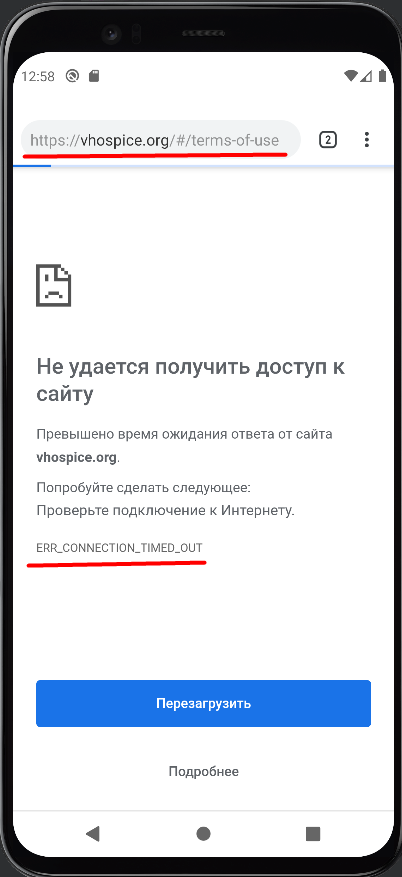 12:58
https://vhospice.org/#/terms-of-use
2
Не удается получить доступ к
сайту
Превышено время ожидания ответа от сайта
vhospice.org.
Попробуйте сделать следующее:
Проверьте подключение к Интернету.
ERR_CONNECTION_TIMED_OUT
Перезагрузить
Подробнее